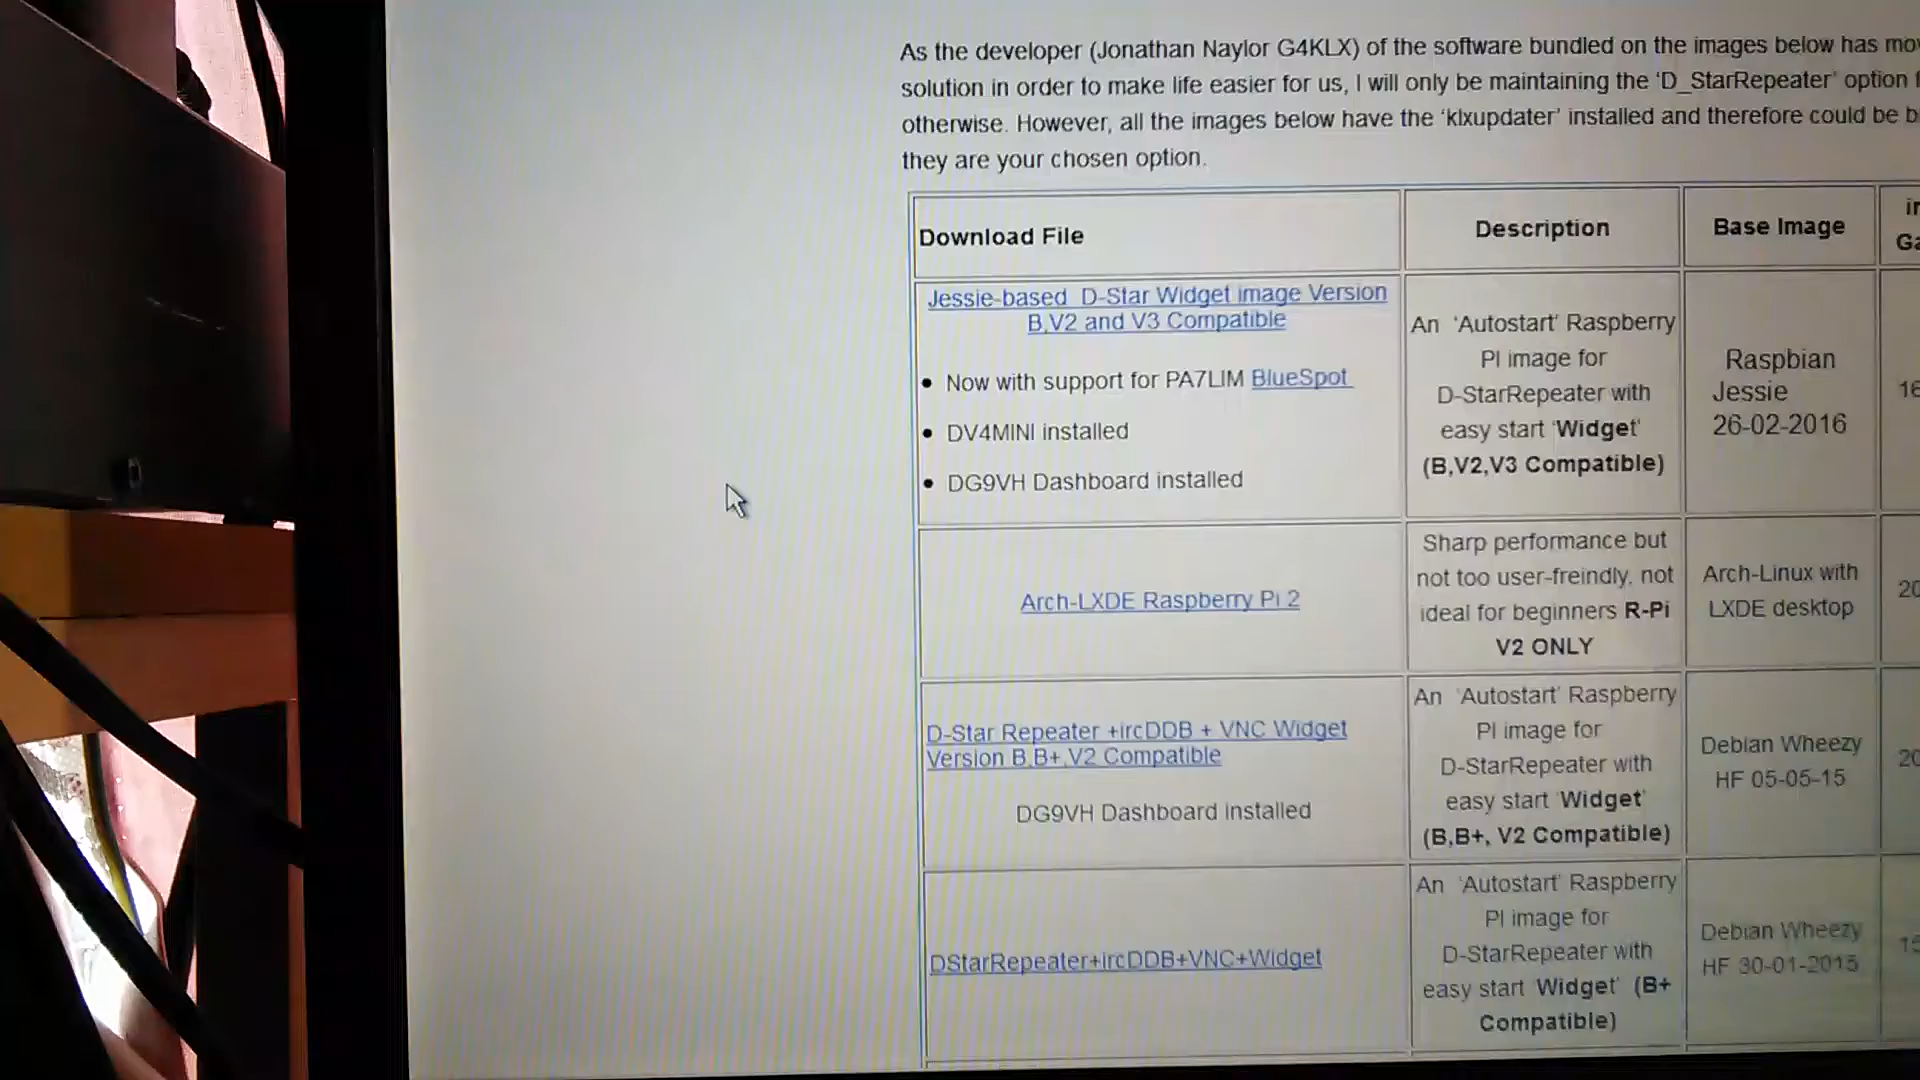 As the developer (Jonathan Naylor G4KLX) of the software bundled on the images below has
solution in order to make life easier for us, I will only be maintaining the 'D_StarRepeater' option
otherwise. However, all the images below have the 'klxupdater' installed and therefore could be
they are your chosen option.
Download File
Description
Base Image
Jessie-based D-Star Widget image Version
B,V2 and V3 Compatible
• Now with support for PA7LIM BlueSpot
• DV4MINI installed
• DG9VH Dashboard installed
An 'Autostart' Raspberry
PI image for
D-StarRepeater with
easy start 'Widget'
(B,V2,V3 Compatible)
Raspbian
Jessie
26-02-2016
Arch-LXDE Raspberry Pi 2
Sharp performance but
not too user-freindly, not
ideal for beginners R-Pi
V2 ONLY
Arch-Linux with
LXDE desktop
D-Star Repeater +ircDDB + VNC Widget
Version B,B+,V2 Compatible
DG9VH Dashboard installed
An 'Autostart' Raspberry
PI image for
D-StarRepeater with
easy start 'Widget'
(B,B+, V2 Compatible)
Debian Wheezy
HF 05-05-15
DStarRepeater+ircDDB+VNC+Widget
An 'Autostart' Raspberry
PI image for
D-StarRepeater with
easy start 'Widget' (B+
Compatible)
Debian Wheezy
HF 30-01-2015